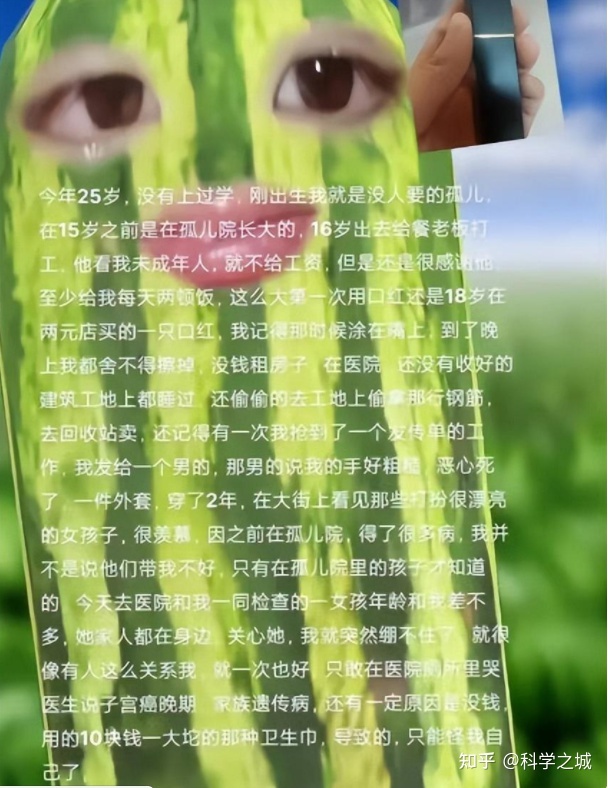 今年25岁，没有上过学，刚出生我就是没人要的孤儿，
在15岁之前是在孤儿院长大的，16岁出去给餐老板打
工，他看我未成年人，就不给工资，但是还是很感谢他，
至少给我每天两顿饭，这么大第一次用口红还是18岁在
两元店买的一只口红，我记得那时候涂在嘴上，到了晚
上我都舍不得擦掉，没钱租房子 在医院 还没有收好的
建筑工地上都睡过 还偷偷的去工地上偷拿那行钢筋，
去回收站卖，还记得有一次我抢到了一个发传单的工
作，我发给一个男的，那男的说我的手好粗糙 恶心死
了，一件外套，穿了2年，在大街上看见那些打扮很漂亮
的女孩子，很羡慕，因之前在孤儿院，得了很多病，我并
不是说他们带我不好，只有在孤儿院里的孩子才知道
的 今天去医院和我一同检查的一女孩年龄和我差不
多，她家人都在身边 关心她，我就突然绷不住了 就很
像有人这么关系我 就一次也好，只敢在医院厕所里哭
医生说子宫癌晚期 家族遗传病，还有一定原因是没钱，
用的10块钱一大坨的那种卫生巾，导致的，只能怪我自
己了，
知乎 @科学之城